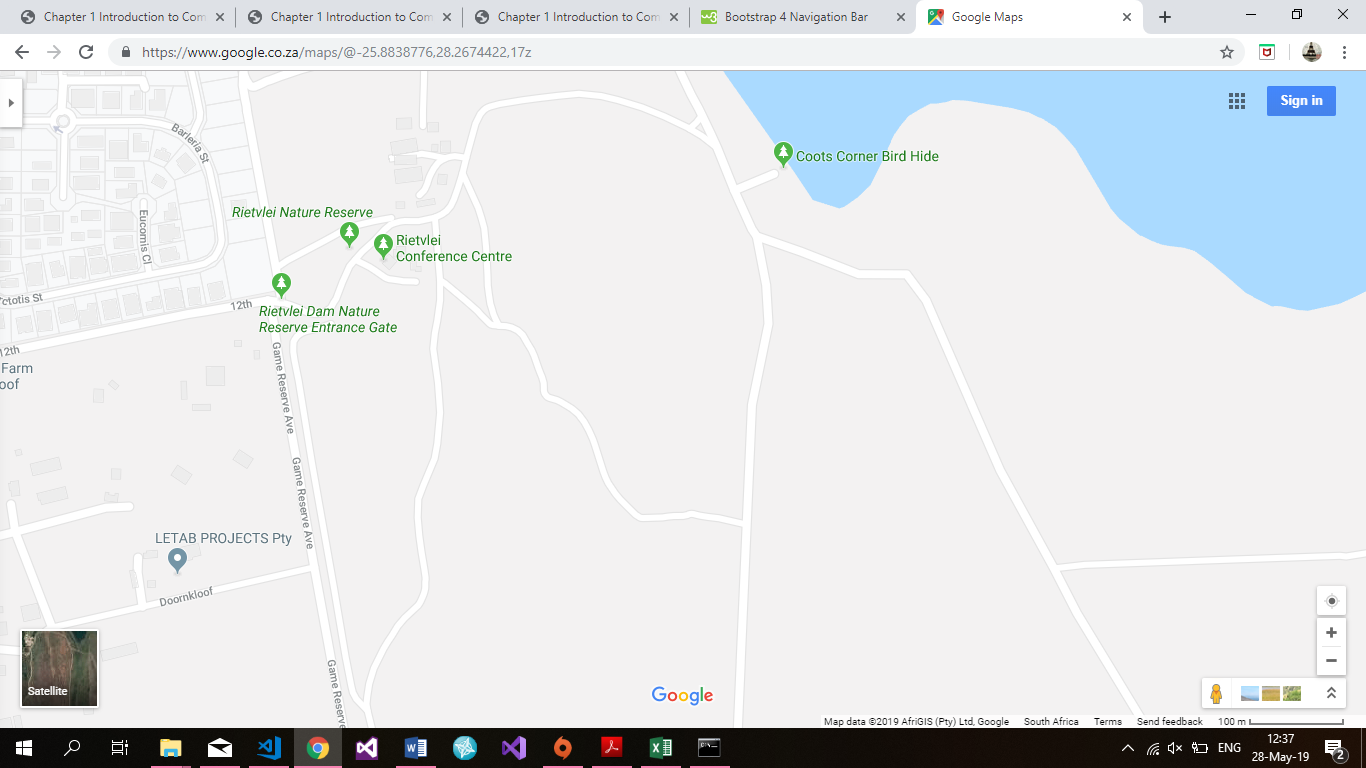 Chapter 1 Introduction to Com
Chapter 1 Introduction to Com
Chapter 1 Introduction to Com
Bootstrap 4 Navigation Bar
Google Maps
https://www.google.co.za/maps/@-25.8838776,28.2674422,17z
Sign in
Barleria St
Coots Corner Bird Hide
Eucomis Cl
Rietvlei Nature Reserve
Rietvlei
Conference Centre
12th
Rietvlei Dam Nature
Reserve Entrance Gate
12th
Farm
oof
Game Reserve Ave
Game Reserve Ave
LETAB PROJECTS Pty
Doornkloof
Game Reserve
Satellite
Google
Map data ©2019 AfriGIS (Pty) Ltd, Google
South Africa
Terms
Send feedback
100 m
ENG
12:37
28-May-19
2